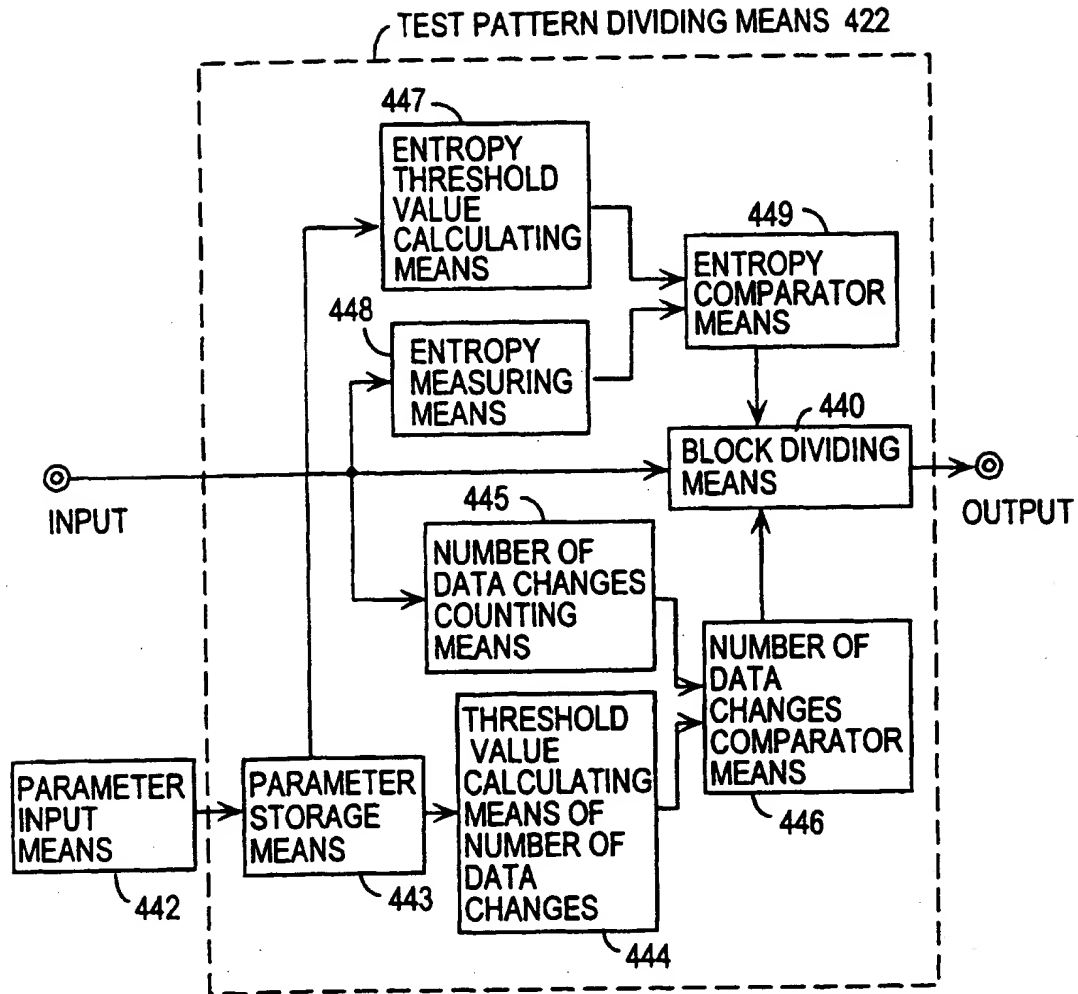 TEST PATTERN DIVIDING MEANS 422
447
ENTROPY
THRESHOLD
VALUE
CALCULATING
MEANS
449
ENTROPY
COMPARATOR
MEANS
448
ENTROPY
MEASURING
MEANS
440
BLOCK DIVIDING
MEANS
INPUT
OUTPUT
445
NUMBER OF
DATA CHANGES
COUNTING
MEANS
NUMBER OF
DATA
CHANGES
COMPARATOR
MEANS
446
PARAMETER
INPUT
MEANS
442
PARAMETER
STORAGE
MEANS
443
THRESHOLD
VALUE
CALCULATING
MEANS OF
NUMBER OF
DATA
CHANGES
444